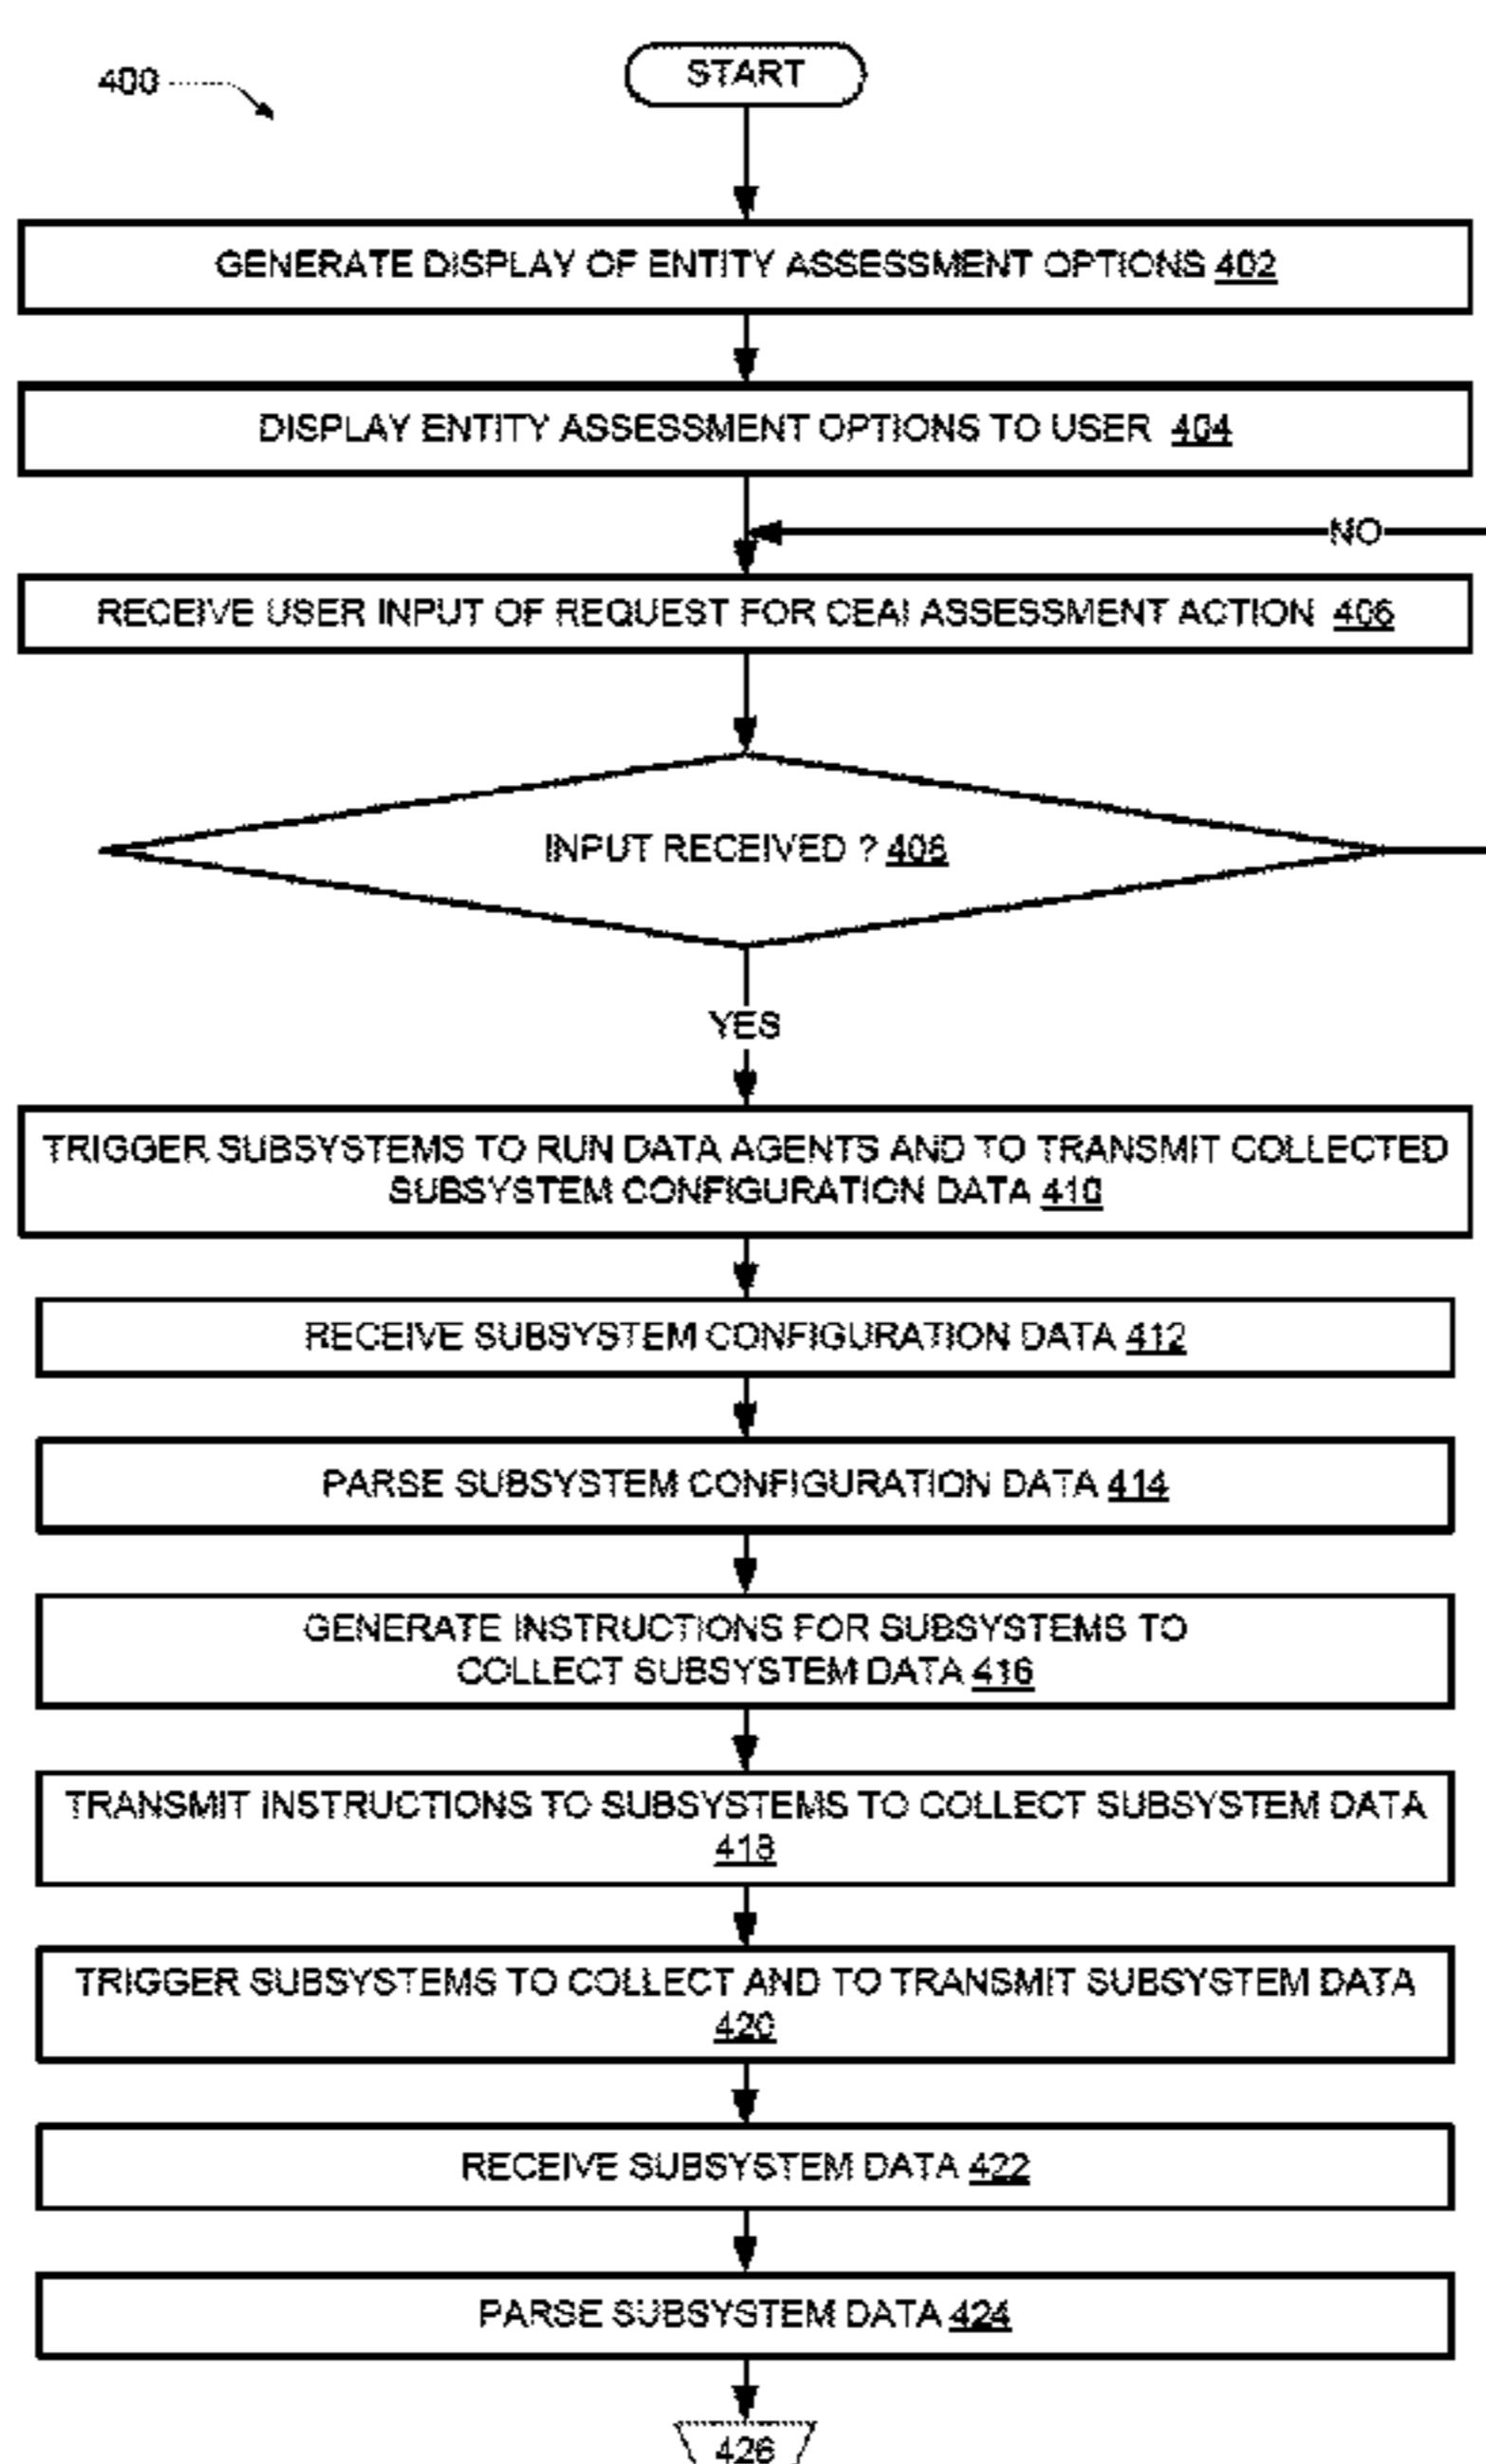 400
START
GENERATE DISPLAY OF ENTITY ASSESSMENT OPTIONS 402
DISPLAY ENTITY ASSESSMENT OPTIONS TO USER 404
NO
RECEIVE USER INPUT OF REQUEST FOR CEAI ASSESSMENT ACTION 406
INPUT RECEIVED ? 408
YES
TRIGGER SUBSYSTEMS TO RUN DATA AGENTS AND TO TRANSMIT COLLECTED
SUBSYSTEM CONFIGURATION DATA 410
RECEIVE SUBSYSTEM CONFIGURATION DATA 412
PARSE SUBSYSTEM CONFIGURATION DATA 414
GENERATE INSTRUCTIONS FOR SUBSYSTEMS TO
COLLECT SUBSYSTEM DATA 416
TRANSMIT INSTRUCTIONS TO SUBSYSTEMS TO COLLECT SUBSYSTEM DATA
418
TRIGGER SUBSYSTEMS TO COLLECT AND TO TRANSMIT SUBSYSTEM DATA
420
RECEIVE SUBSYSTEM DATA 422
PARSE SUBSYSTEM DATA 424
426